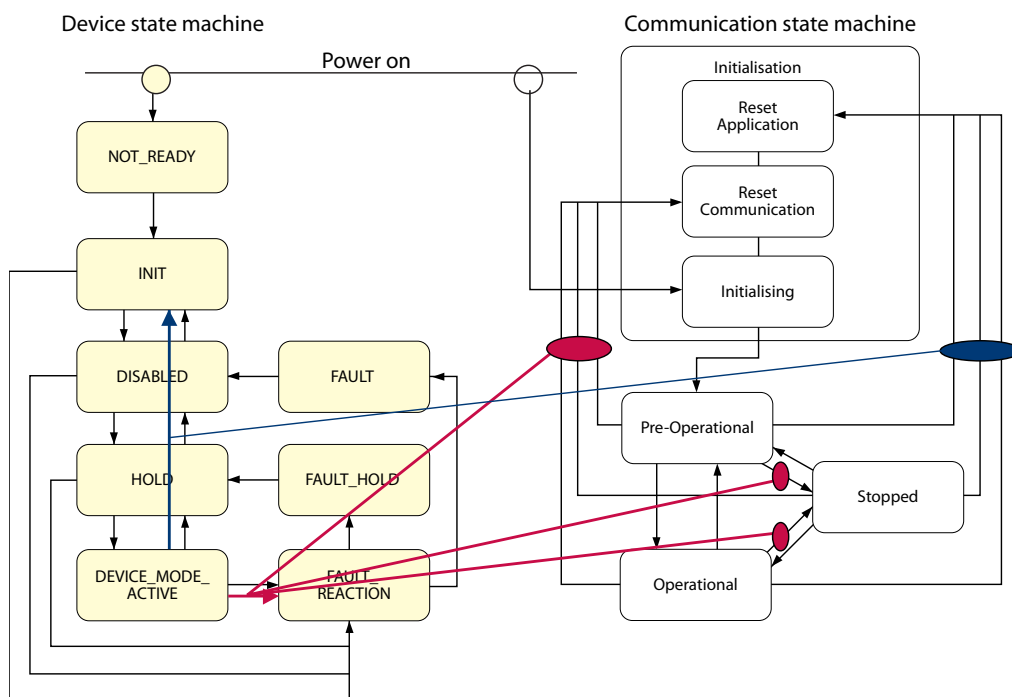 Device state machine
Communication state machine
Power on
Initialisation
Reset
Application
NOT_READY
Reset
Communication
INIT
Initialising
DISABLED
FAULT
Pre-Operational
HOLD
FAULT_HOLD
Stopped
DEVICE_MODE_
ACTIVE
FAULT_
REACTION
Operational